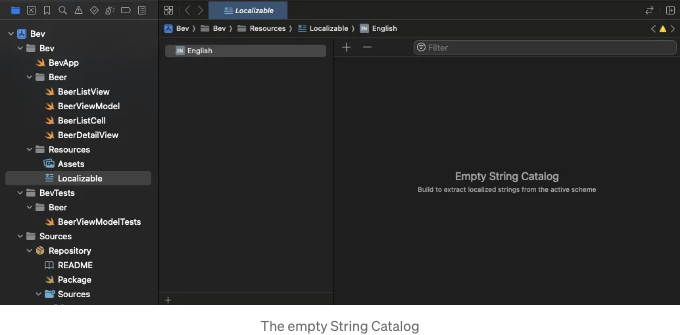 Localizable
Bev
Bev
Bev
Resources
Localizable
EN
English
Bev
BevApp
Beer
BeerListView
BeerViewModel
BeerListCell
BeerDetailView
Resources
Assets
Localizable
BevTests
Beer
BeerViewModelTests
Sources
Repository
README
Package
Sources
EN English
Filter
Empty String Catalog
Build to extract localized strings from the active scheme
The empty String Catalog